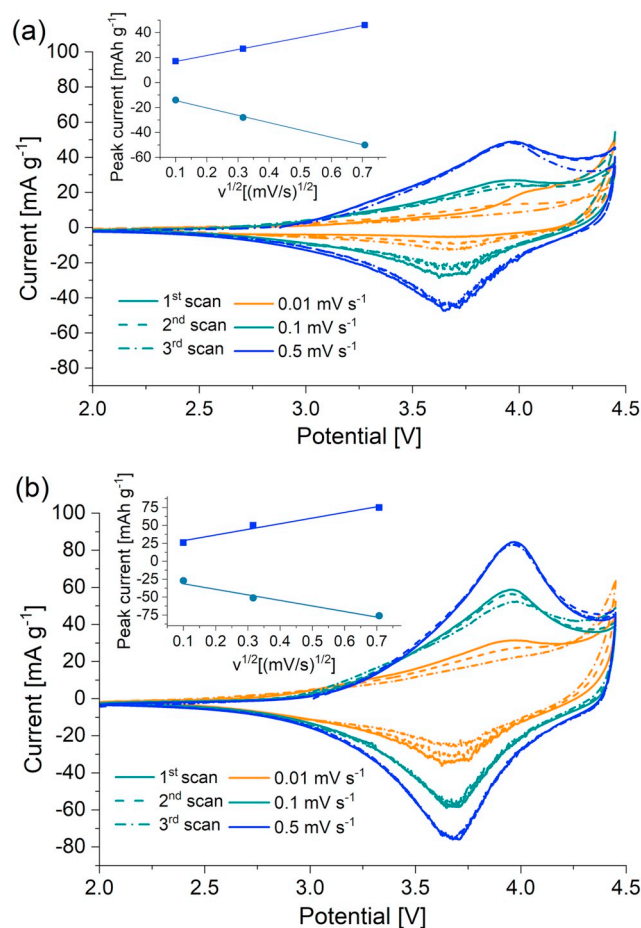 (a)
Peak current [mAh g⁻¹]
40
20
0
-20
-40
-60
0.1 0.2 0.3 0.4 0.5 0.6 0.7
v^1/2[(mV/s)^1/2]
Current [mA g⁻¹]
100
80
60
40
20
0
-20
-40
-60
-80
1st scan 0.01 mV s⁻¹
2nd scan 0.1 mV s⁻¹
3rd scan 0.5 mV s⁻¹
2.0 2.5 3.0 3.5 4.0 4.5
Potential [V]
(b)
Peak current [mAh g⁻¹]
75
50
25
0
-25
-50
-75
0.1 0.2 0.3 0.4 0.5 0.6 0.7
v^1/2[(mV/s)^1/2]
Current [mA g⁻¹]
100
80
60
40
20
0
-20
-40
-60
-80
1st scan 0.01 mV s⁻¹
2nd scan 0.1 mV s⁻¹
3rd scan 0.5 mV s⁻¹
2.0 2.5 3.0 3.5 4.0 4.5
Potential [V]